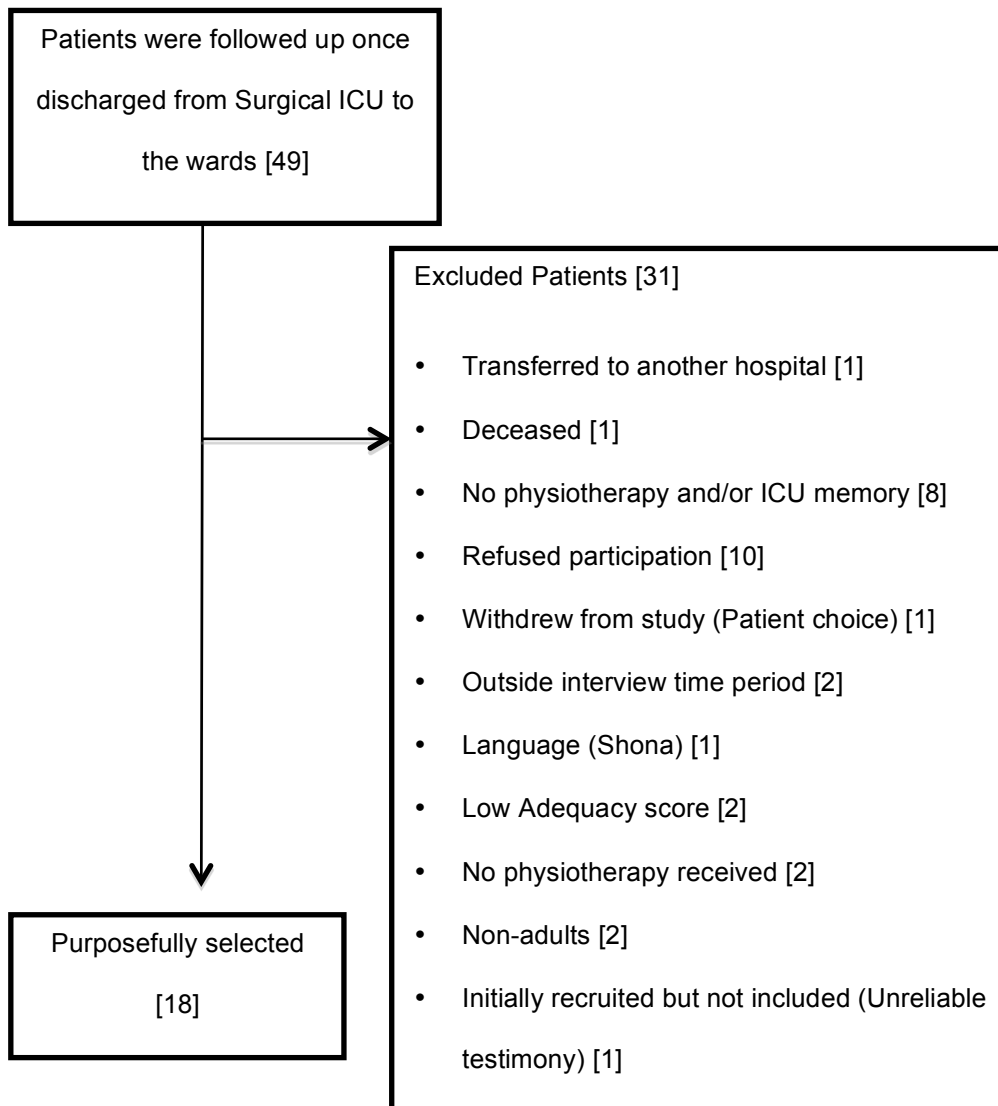 Patients were followed up once
discharged from Surgical ICU to
the wards [49]
Excluded Patients [31]
• Transferred to another hospital [1]
• Deceased [1]
• No physiotherapy and/or ICU memory [8]
• Refused participation [10]
• Withdrew from study (Patient choice) [1]
• Outside interview time period [2]
• Language (Shona) [1]
• Low Adequacy score [2]
• No physiotherapy received [2]
• Non-adults [2]
• Initially recruited but not included (Unreliable
testimony) [1]
Purposefully selected
[18]